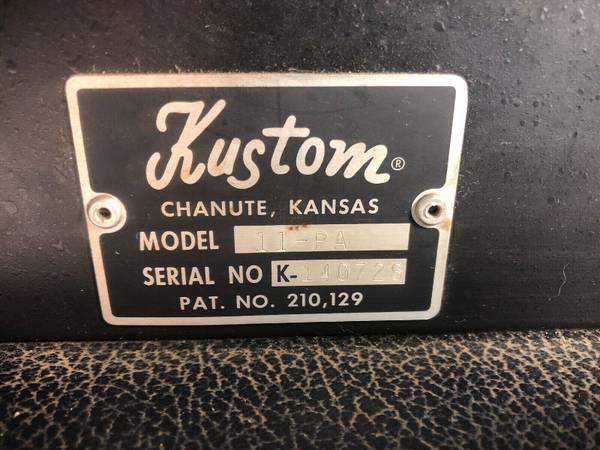 Kustom®
CHANUTE, KANSAS
MODEL 11-PA
SERIAL NO K-140726
PAT. NO. 210,129